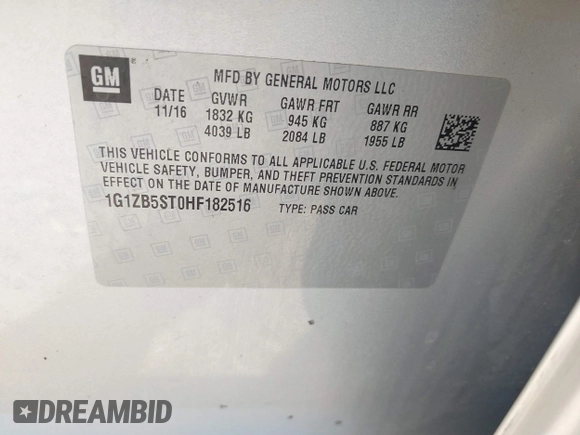 GM
MFD BY GENERAL MOTORS LLC
DATE GVWR GAWR FRT GAWR RR
11/16 1832 KG 945 KG 887 KG
4039 LB 2084 LB 1955 LB
THIS VEHICLE CONFORMS TO ALL APPLICABLE U.S. FEDERAL MOTOR
VEHICLE SAFETY, BUMPER, AND THEFT PREVENTION STANDARDS IN
EFFECT ON THE DATE OF MANUFACTURE SHOWN ABOVE.
1G1ZB5ST0HF182516 TYPE: PASS CAR
DREAMBID